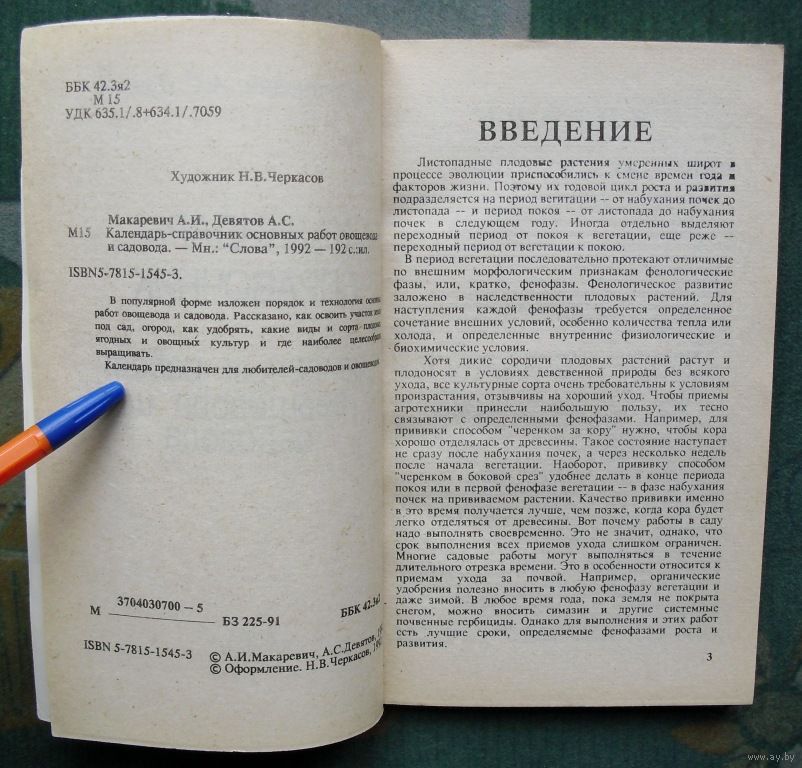 ББК 42.3я2
М 15
УДК 635.1/.8+634.1/.7059
Художник Н.В.Черкасов
Макаревич А.И., Девятов А.С.
М15 Календарь-справочник основных работ овощевода
и садовода. — Мн.: “Слова”, 1992 — 192 с.:ил.
ISBN5-7815-1545-3.
В популярной форме изложен порядок и технология
работ овощевода и садовода. Рассказано, как освоить участок
под сад, огород, как удобрять, какие виды и сорта
ягодных и овощных культур и где наиболее
выращивать.
Календарь предназначен для любителей-садоводов и
М 3704030700 — 5
БЗ 225-91
ББК 42.3я2
ISBN 5-7815-1545-3
© А.И.Макаревич, А.С.Девятов,
© Оформление. Н.В.Черкасов,
ВВЕДЕНИЕ
Листопадные плодовые растения умеренных широт в
процессе эволюции приспособились к смене времен года и
факторов жизни. Поэтому их годовой цикл роста и развития
подразделяется на период вегетации -- от набухания почек до
листопада -- и период покоя -- от листопада до набухания
почек в следующем году. Иногда отдельно выделяют
переходный период от покоя к вегетации, еще реже --
переходный период от вегетации к покою.
В период вегетации последовательно протекают отличимые
по внешним морфологическим признакам фенологические
фазы, или, кратко, фенофазы. Фенологическое развитие
заложено в наследственности плодовых растений. Для
наступления каждой фенофазы требуется определенное
сочетание внешних условий, особенно количества тепла или
холода, и определенные внутренние физиологические и
биохимические условия.
Хотя дикие сородичи плодовых растений растут и
плодоносят в условиях девственной природы без всякого
ухода, все культурные сорта очень требовательны к условиям
произрастания, отзывчивы на хороший уход. Чтобы приемы
агротехники принесли наибольшую пользу, их тесно
связывают с определенными фенофазами. Например, для
прививки способом "черенком за кору" нужно, чтобы кора
хорошо отделялась от древесины. Такое состояние наступает
не сразу после набухания почек, а через несколько недель
после начала вегетации. Наоборот, прививку способом
"черенком в боковой срез" удобнее делать в конце периода
покоя или в первой фенофазе вегетации -- в фазе набухания
почек на прививаемом растении. Качество прививки именно
в это время получается лучше, чем позже, когда кора будет
легко отделяться от древесины. Вот почему работы в саду
надо выполнять своевременно. Это не значит, однако, что
срок выполнения всех приемов ухода слишком ограничен.
Многие садовые работы могут выполняться в течение
длительного отрезка времени. Это в особенности относится к
приемам ухода за почвой. Например, органические
удобрения полезно вносить в любую фенофазу вегетации и
даже зимой. В любое время года, пока земля не покрыта
снегом, можно вносить симазин и другие системные
почвенные гербициды. Однако для выполнения и этих работ
есть лучшие сроки, определяемые фенофазами роста и
развития.
3
www.ay.by